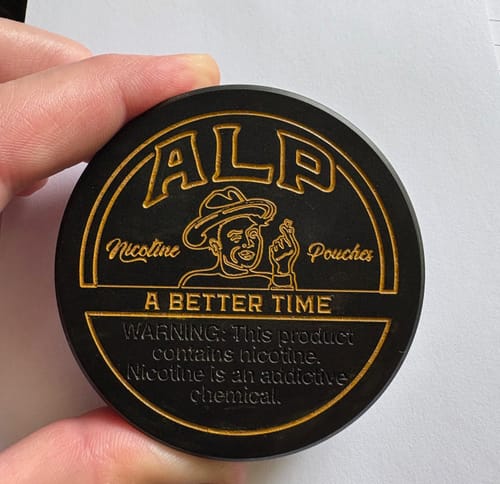 ALP
Nicotine Pouches
A BETTER TIME
WARNING: This product
contains nicotine.
Nicotine is an addictive
chemical.